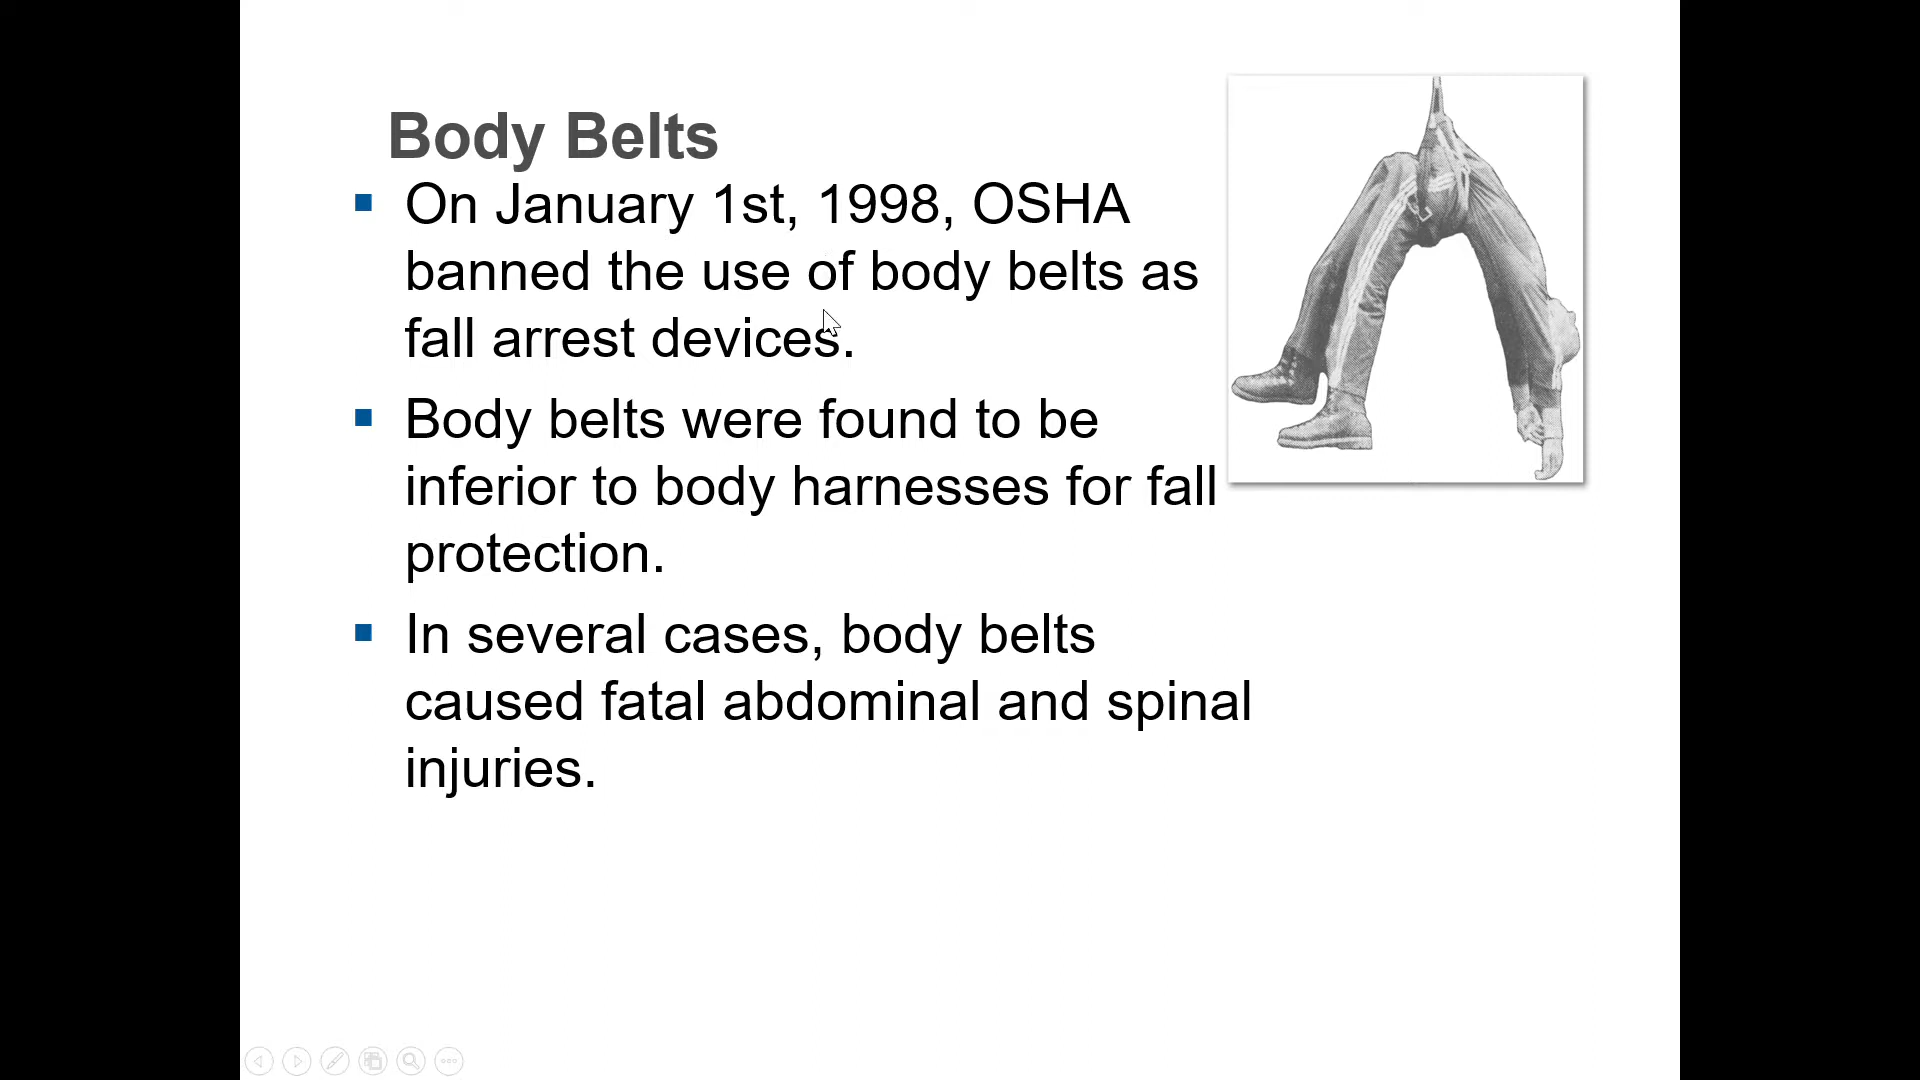 Body Belts
On January 1st, 1998, OSHA
banned the use of body belts as
fall arrest devices.
Body belts were found to be
inferior to body harnesses for fall
protection.
In several cases, body belts
caused fatal abdominal and spinal
injuries.